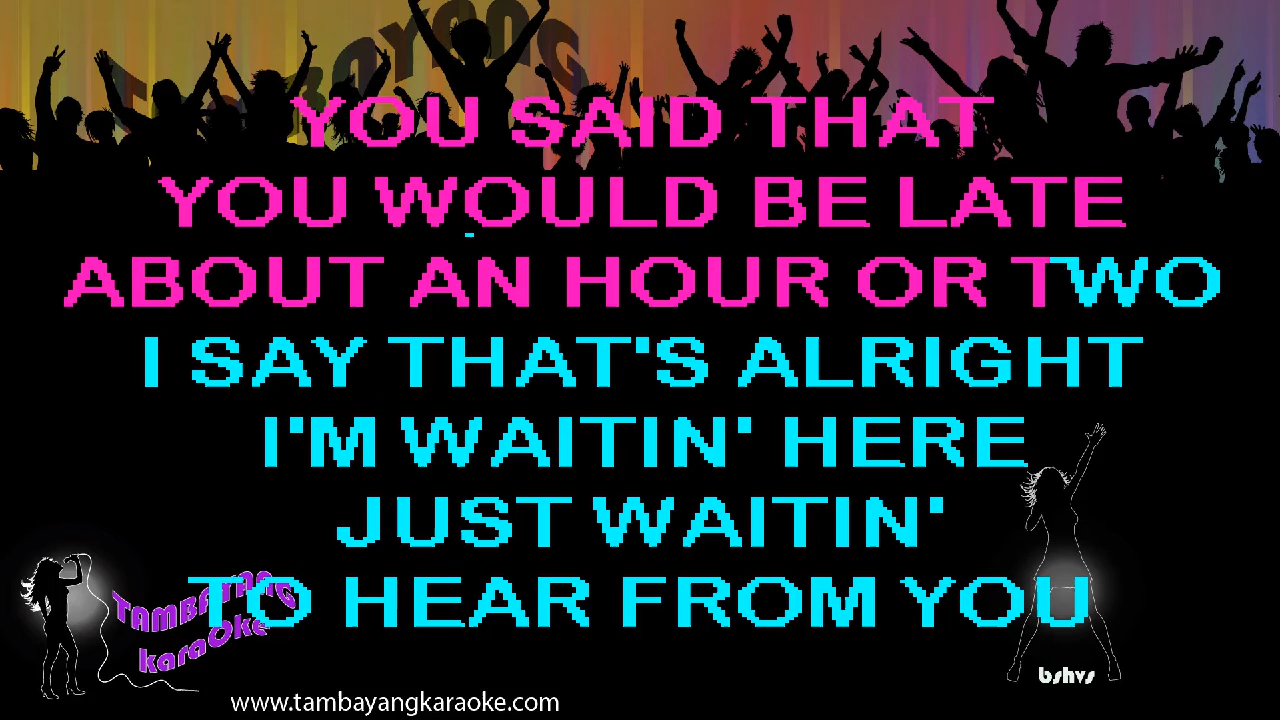 TAMBAYANG
YOU SAID THAT
YOU WOULD BE LATE
ABOUT AN HOUR OR TWO
I SAY THAT'S ALRIGHT
I'M WAITIN' HERE
JUST WAITIN'
TO HEAR FROM YOU
TAMBAYANG
karaOke
bshvs
www.tambayangkaraoke.com